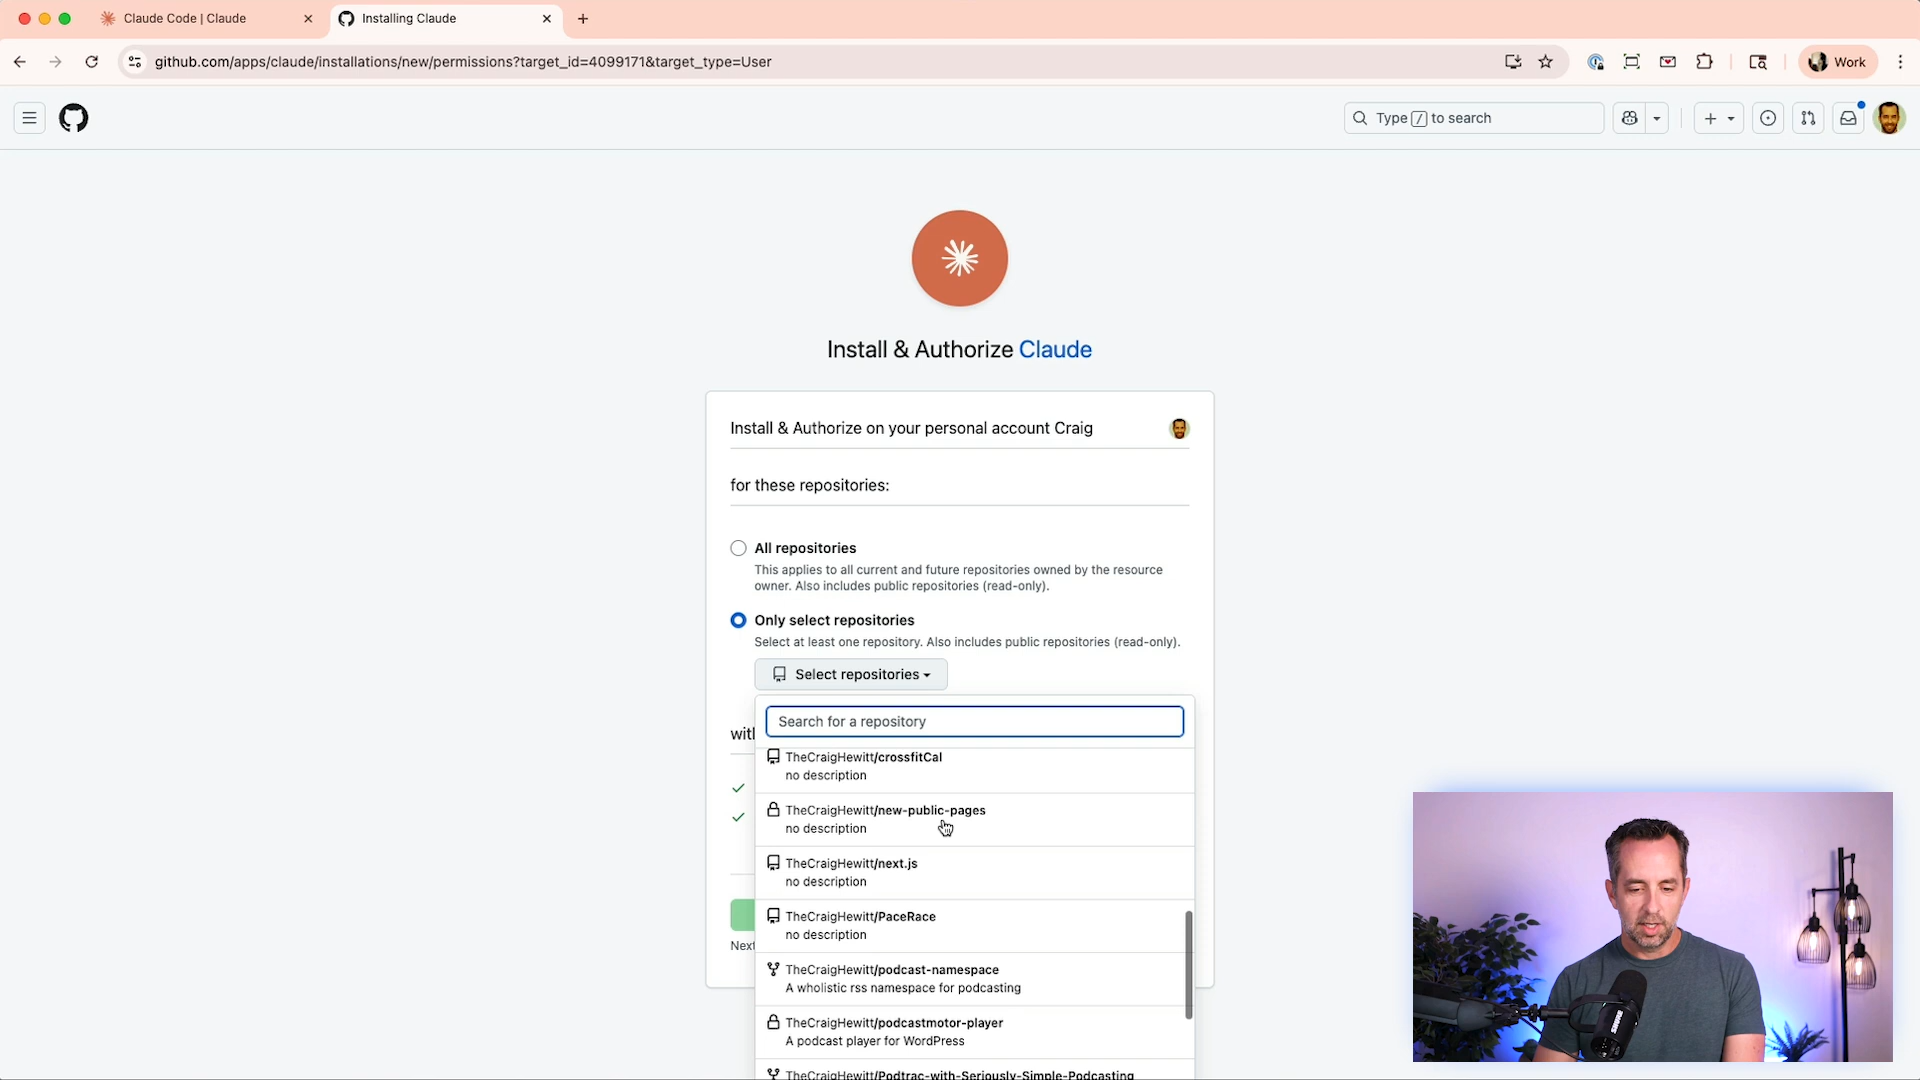 Claude Code | Claude
Installing Claude
github.com/apps/claude/installations/new/permissions?target_id=4099171&target_type=User
Work
Type / to search
Install & Authorize Claude
Install & Authorize on your personal account Craig
for these repositories:
All repositories
This applies to all current and future repositories owned by the resource
owner. Also includes public repositories (read-only).
Only select repositories
Select at least one repository. Also includes public repositories (read-only).
Select repositories
Search for a repository
TheCraigHewitt/crossfitCal
no description
TheCraigHewitt/new-public-pages
no description
TheCraigHewitt/next.js
no description
TheCraigHewitt/PaceRace
no description
TheCraigHewitt/podcast-namespace
A wholistic rss namespace for podcasting
TheCraigHewitt/podcastmotor-player
A podcast player for WordPress
TheCraigHewitt/Podtrac-with-Seriously-Simple-Podcasting
SHURE